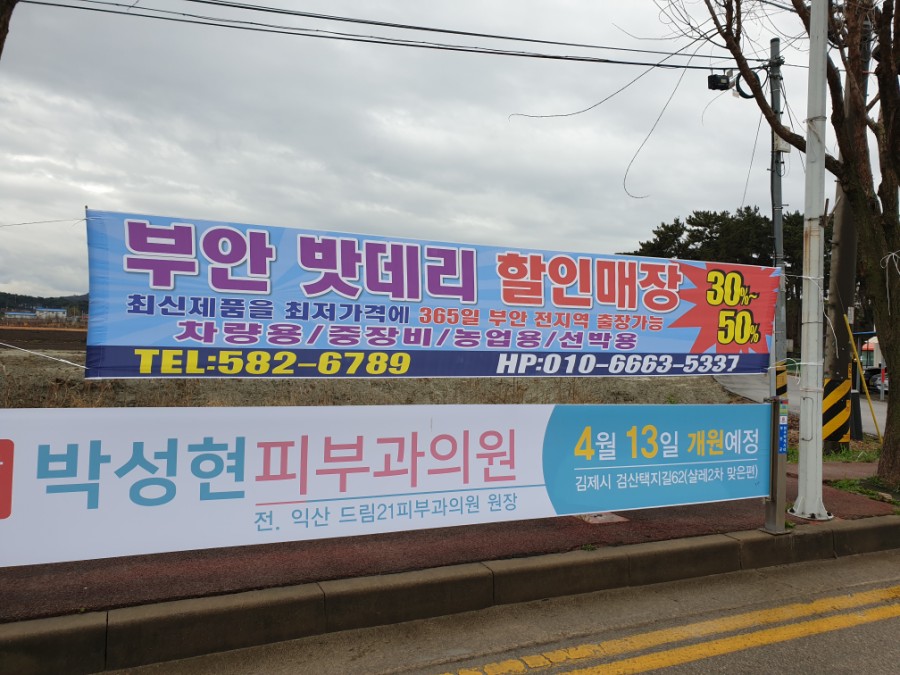 부안 밧데리 할인매장
30%~
50%
최신제품을 최저가격에 365일 부안 전지역 출장가능
차량용/중장비/농업용/선박용
TEL:582-6789 HP:010-6663-5337
박성현피부과의원
전. 익산 드림21피부과의원 원장
4월 13일 개원예정
김제시 검산택지길62(샬레2차 맞은편)